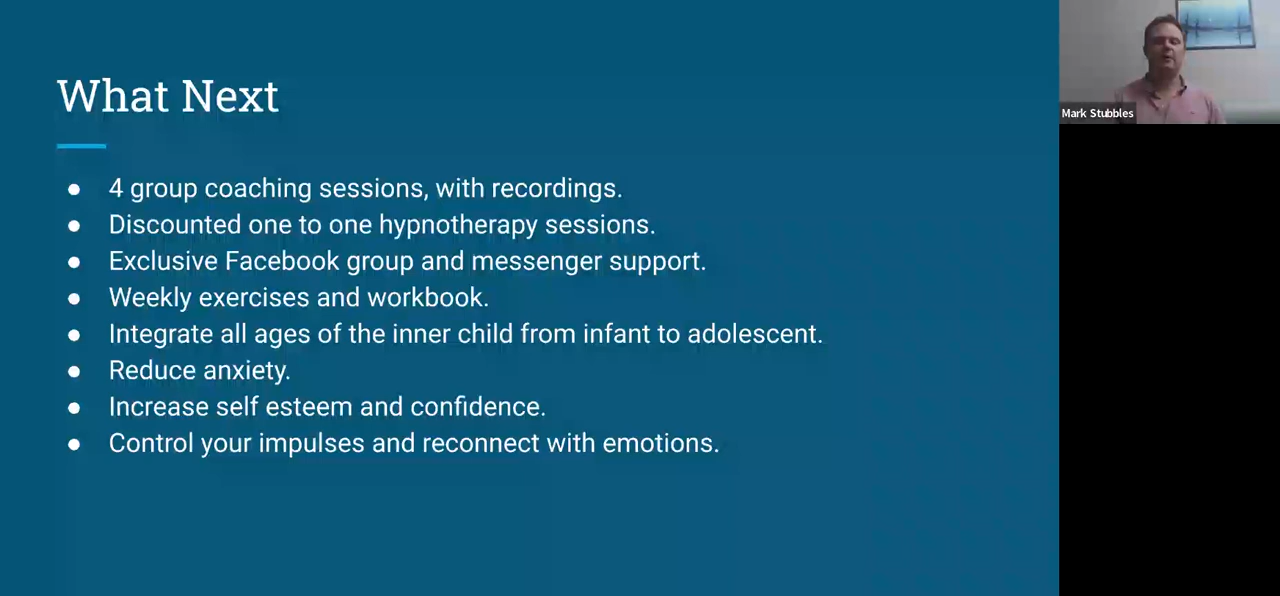 What Next
4 group coaching sessions, with recordings.
Discounted one to one hypnotherapy sessions.
Exclusive Facebook group and messenger support.
Weekly exercises and workbook.
Integrate all ages of the inner child from infant to adolescent.
Reduce anxiety.
Increase self esteem and confidence.
Control your impulses and reconnect with emotions.
Mark Stubbles